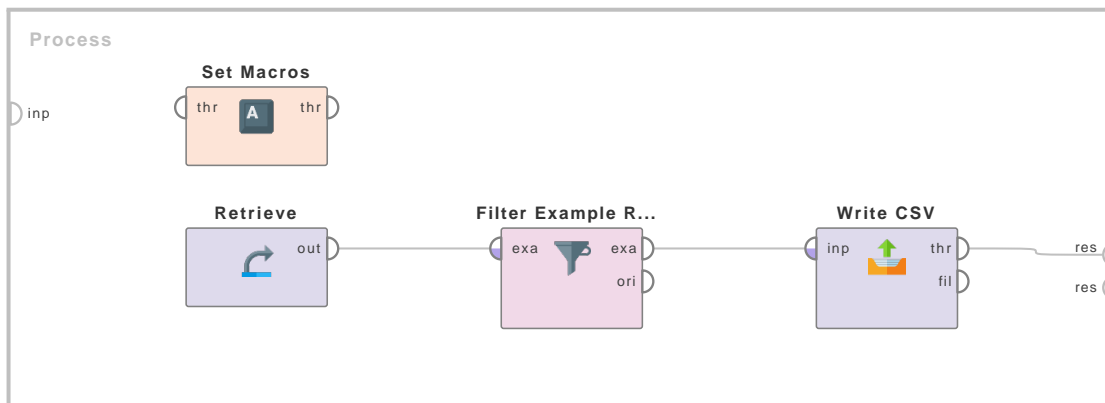 Process
Set Macros
inp
thr
A
thr
Retrieve
Filter Example R...
Write CSV
out
exa
exa
inp
thr
res
ori
fil
res